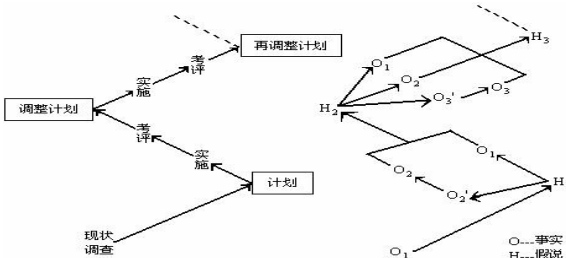 再调整计划
考评
实施
调整计划
考评
实施
计划
现状
调查
H3
O1
O2
O3' O3
H2
O1
O2
O2'
H
O1
O---事实
H---假说